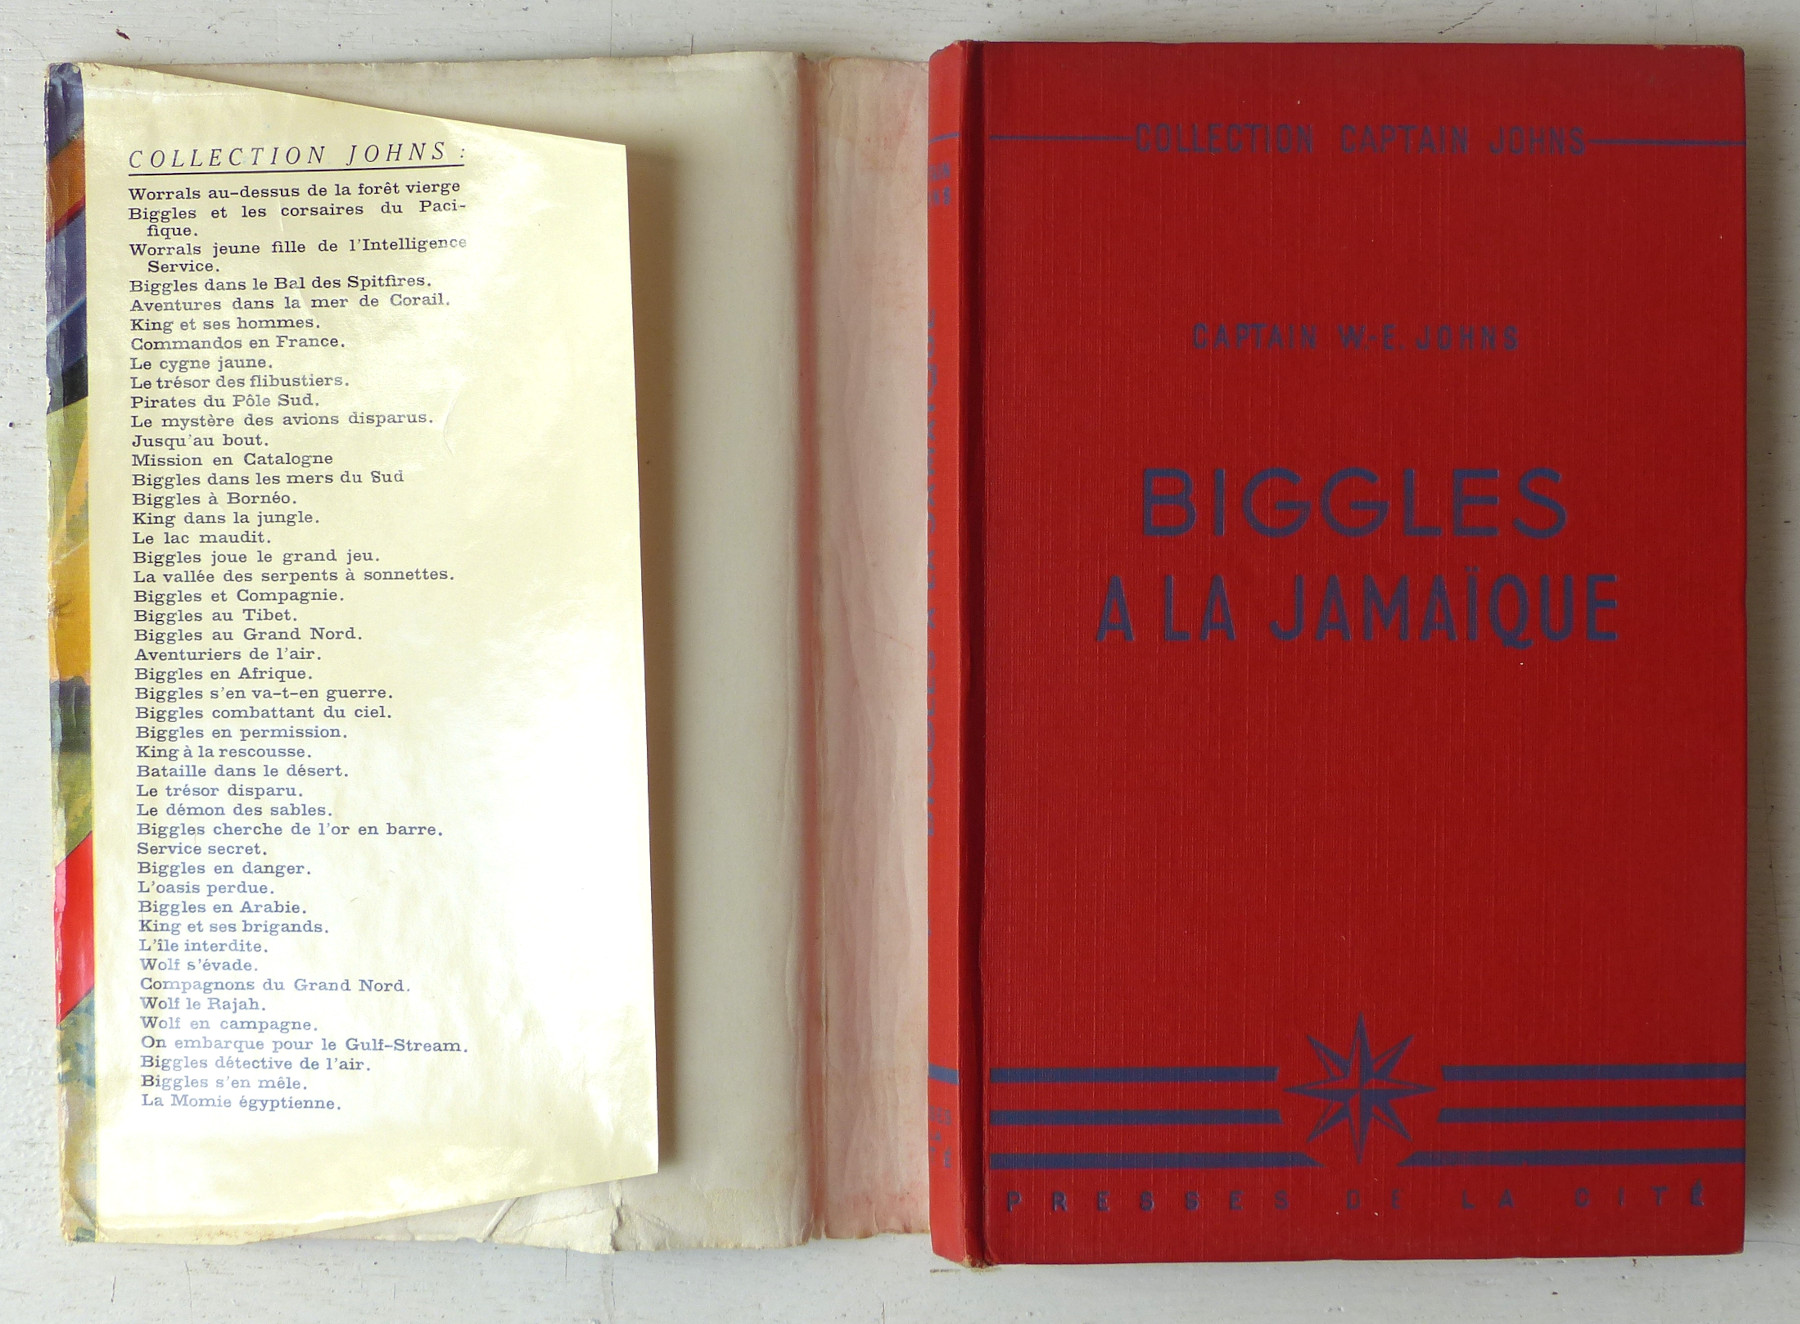 COLLECTION JOHNS :
Worrals au-dessus de la forêt vierge
Biggles et les corsaires du Paci-
fique.
Worrals jeune fille de l'Intelligence
Service.
Biggles dans le Bal des Spitfires.
Aventures dans la mer de Corail.
King et ses hommes.
Commandos en France.
Le cygne jaune.
Le trésor des flibustiers.
Pirates du Pôle Sud.
Le mystère des avions disparus.
Jusqu'au bout.
Mission en Catalogne
Biggles dans les mers du Sud
Biggles à Bornéo.
King dans la jungle.
Le lac maudit.
Biggles joue le grand jeu.
La vallée des serpents à sonnettes.
Biggles et Compagnie.
Biggles au Tibet.
Biggles au Grand Nord.
Aventuriers de l'air.
Biggles en Afrique.
Biggles s'en va-t-en guerre.
Biggles combattant du ciel.
Biggles en permission.
King à la rescousse.
Bataille dans le désert.
Le trésor disparu.
Le démon des sables.
Biggles cherche de l'or en barre.
Service secret.
Biggles en danger.
L'oasis perdue.
Biggles en Arabie.
King et ses brigands.
L'île interdite.
Wolf s'évade.
Compagnons du Grand Nord.
Wolf le Rajah.
Wolf en campagne.
On embarque pour le Gulf-Stream.
Biggles détective de l'air.
Biggles s'en mêle.
La Momie égyptienne.
COLLECTION CAPTAIN JOHNS
CAPTAIN W.-E. JOHNS
BIGGLES
A LA JAMAÏQUE
PRESSES DE LA CITÉ